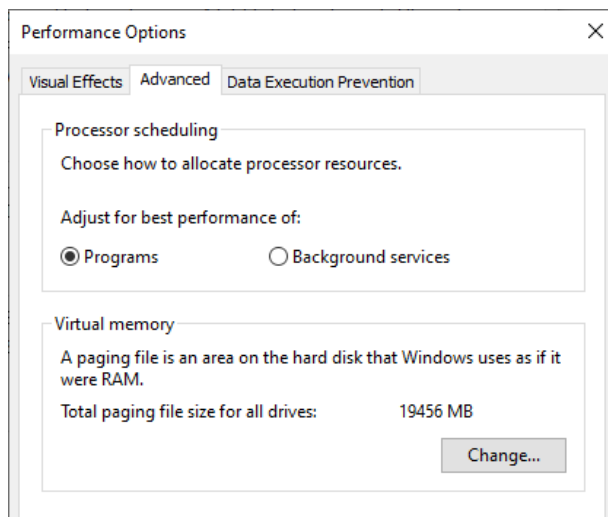 Performance Options
Visual Effects Advanced Data Execution Prevention
Processor scheduling
Choose how to allocate processor resources.
Adjust for best performance of:
Programs Background services
Virtual memory
A paging file is an area on the hard disk that Windows uses as if it
were RAM.
Total paging file size for all drives: 19456 MB
Change...